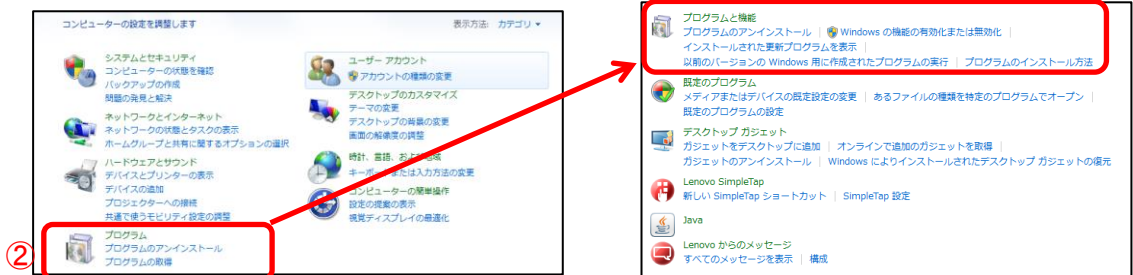 コンピューターの設定を調整します
表示方法: カテゴリ ▼
システムとセキュリティ
コンピューターの状態を確認
バックアップの作成
問題の発見と解決
ネットワークとインターネット
ネットワークの状態とタスクの表示
ホームグループと共有に関するオプションの選択
ハードウェアとサウンド
デバイスとプリンターの表示
デバイスの追加
プロジェクターへの接続
共通で使うモビリティ設定の調整
②
プログラム
プログラムのアンインストール
プログラムの取得
ユーザー アカウント
アカウントの種類の変更
デスクトップのカスタマイズ
テーマの変更
デスクトップの背景の変更
画面の解像度の調整
時計、言語、および地域
キーボードまたは入力方法の変更
コンピューターの簡単操作
設定の提案の表示
視覚ディスプレイの最適化
プログラムと機能
プログラムのアンインストール | Windows の機能の有効化または無効化 |
インストールされた更新プログラムを表示 |
以前のバージョンの Windows 用に作成されたプログラムの実行 | プログラムのインストール方法
既定のプログラム
メディアまたはデバイスの既定設定の変更 | あるファイルの種類を特定のプログラムでオープン |
既定のプログラムの設定
デスクトップ ガジェット
ガジェットをデスクトップに追加 | オンラインで追加のガジェットを取得 |
ガジェットのアンインストール | Windows によりインストールされたデスクトップ ガジェットの復元
Lenovo SimpleTap
新しい SimpleTap ショートカット | SimpleTap 設定
Java
Lenovo からのメッセージ
すべてのメッセージを表示 | 構成